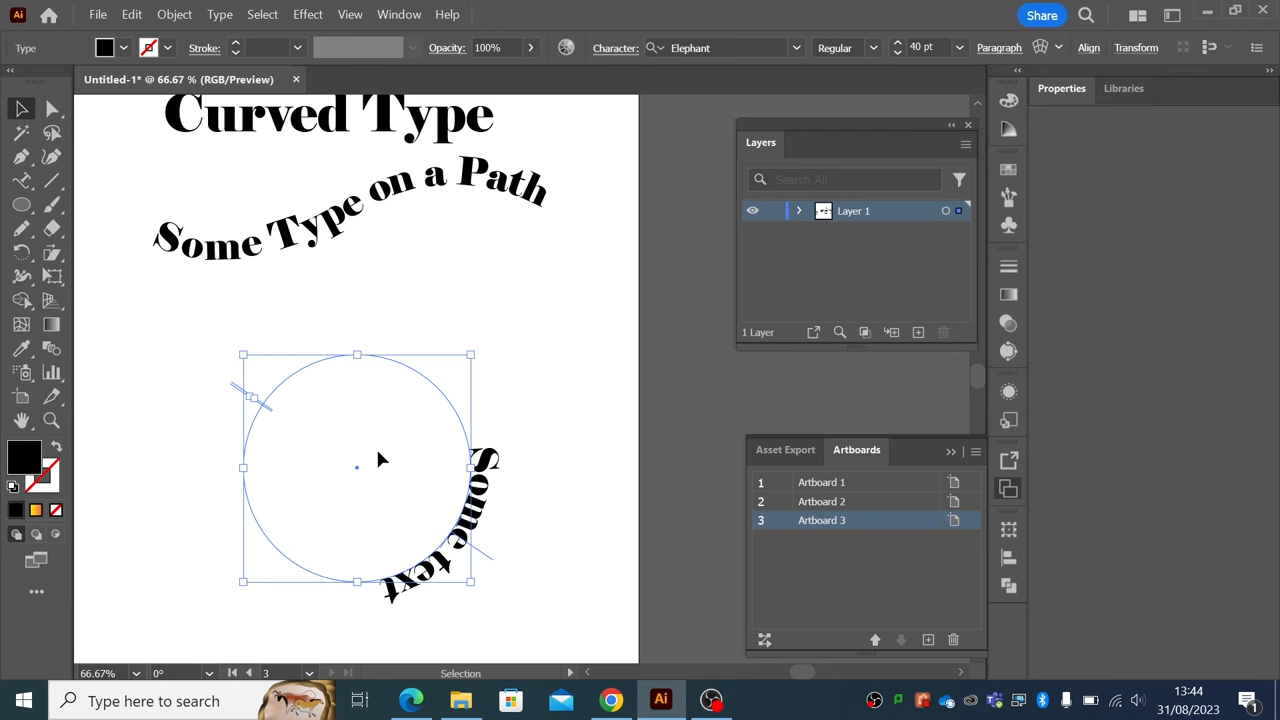 Ai
File Edit Object Type Select Effect View Window Help
Share
Type
Stroke:
Opacity: 100%
Character: Elephant
Regular
40 pt
Paragraph
Align
Transform
Untitled-1* @ 66.67 % (RGB/Preview)
Properties
Libraries
Curved Type
Some Type on a Path
Some text
Layers
Search All
Layer 1
1 Layer
Asset Export
Artboards
1 Artboard 1
2 Artboard 2
3 Artboard 3
66.67%
0°
3
Selection
Type here to search
Ai
13:44
31/08/2023
1